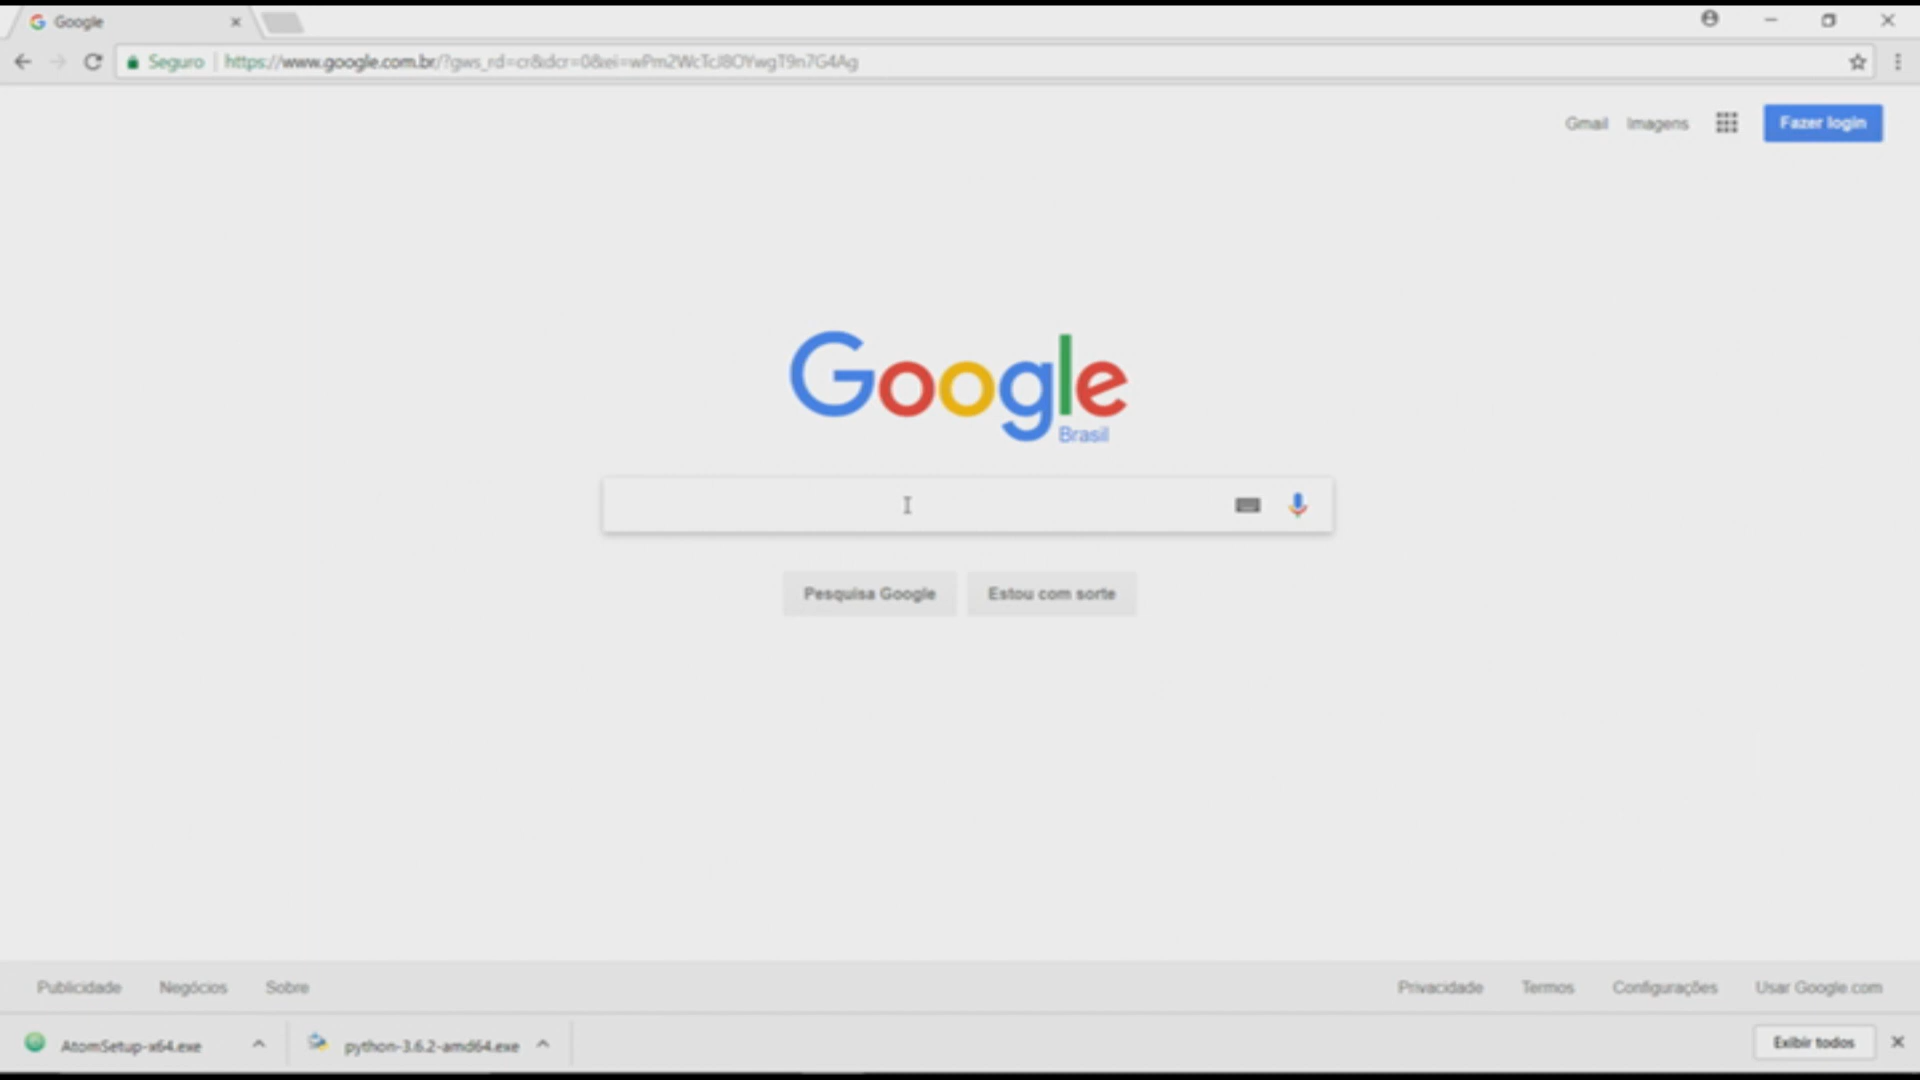 Google
Seguro https://www.google.com.br/?gws_rd=cr&dcr=0&ei=wPm2WcTcJ8OYwgT9n7G4Ag
Gmail Imagens Fazer login
Google
Brasil
Pesquisa Google Estou com sorte
Publicidade Negócios Sobre Privacidade Termos Configurações Usar Google.com
AtomSetup-x64.exe python-3.6.2-amd64.exe Exibir todos